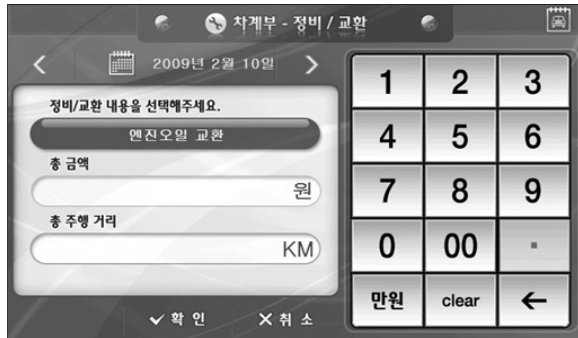 차계부 - 정비 / 교환
2009년 2월 10일
정비/교환 내용을 선택해주세요.
엔진오일 교환
총 금액
원
총 주행 거리
KM
확 인
취 소
1 2 3
4 5 6
7 8 9
0 00 .
만원 clear ←